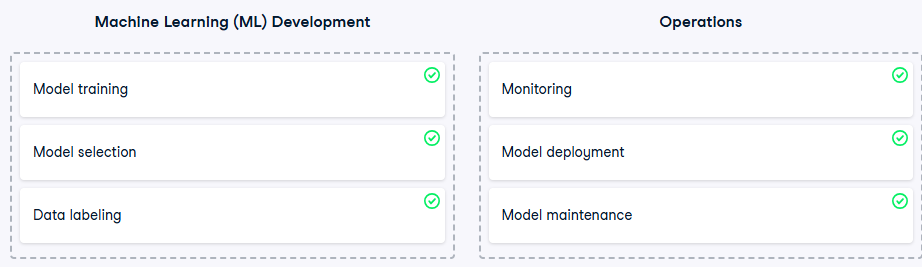 Machine Learning (ML) Development
Operations
Model training
Monitoring
Model selection
Model deployment
Data labeling
Model maintenance